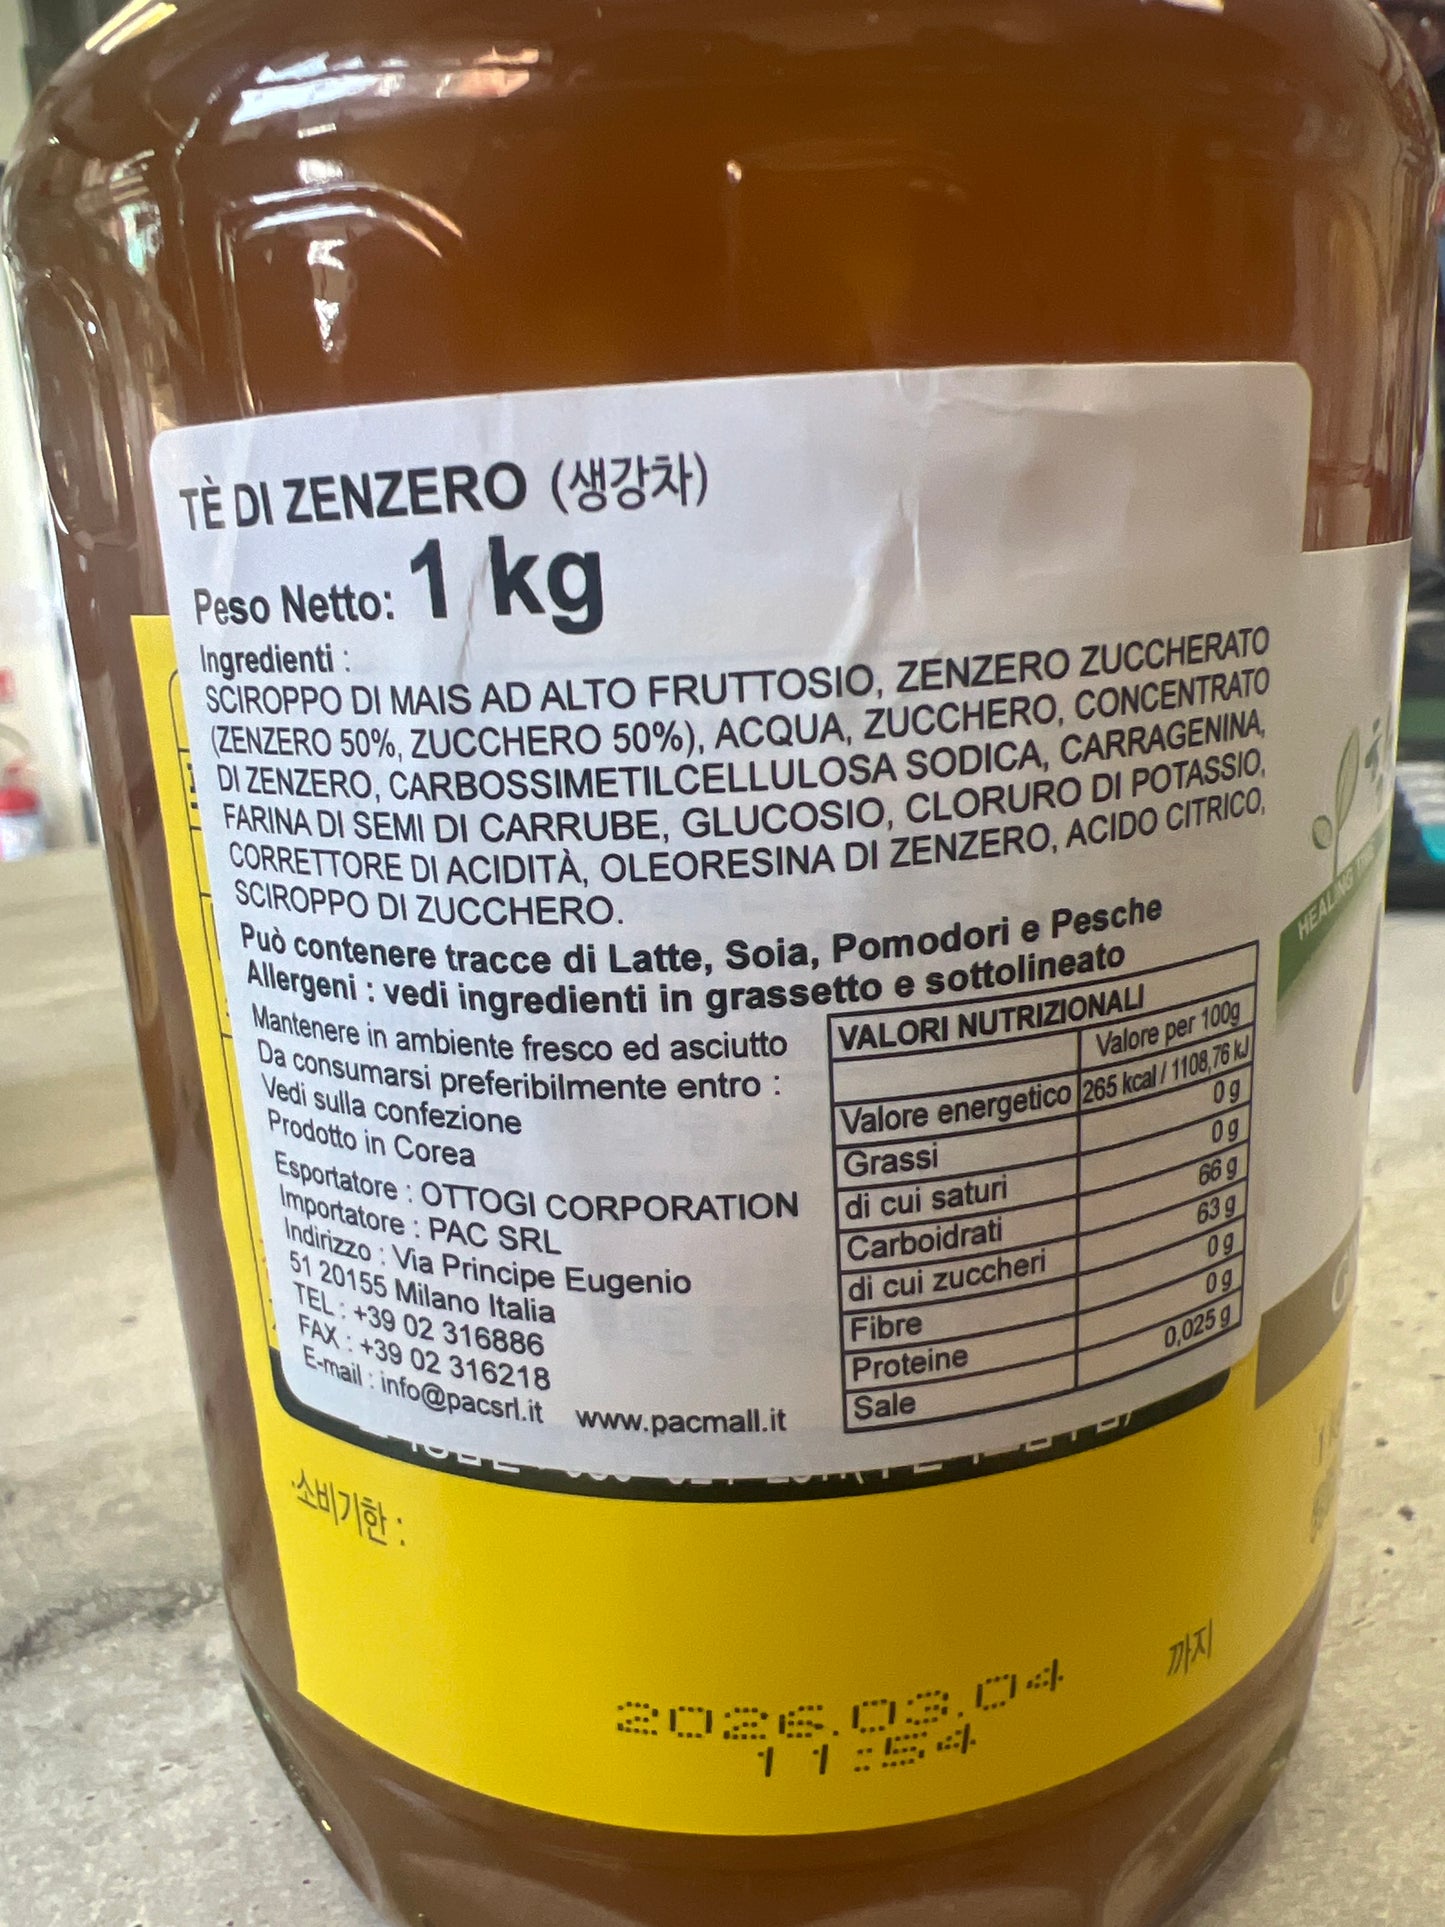 TÈ DI ZENZERO (생강차)
Peso Netto: 1 kg
Ingredienti :
SCIROPPO DI MAIS AD ALTO FRUTTOSIO, ZENZERO ZUCCHERATO
(ZENZERO 50%, ZUCCHERO 50%), ACQUA, ZUCCHERO, CONCENTRATO
DI ZENZERO, CARBOSSIMETILCELLULOSA SODICA, CARRAGENINA,
FARINA DI SEMI DI CARRUBE, GLUCOSIO, CLORURO DI POTASSIO,
CORRETTORE DI ACIDITÀ, OLEORESINA DI ZENZERO, ACIDO CITRICO,
SCIROPPO DI ZUCCHERO.
Può contenere tracce di Latte, Soia, Pomodori e Pesche
Allergeni : vedi ingredienti in grassetto e sottolineato
Mantenere in ambiente fresco ed asciutto
Da consumarsi preferibilmente entro :
Vedi sulla confezione
Prodotto in Corea
Esportatore : OTTOGI CORPORATION
Importatore : PAC SRL
Indirizzo : Via Principe Eugenio
51 20155 Milano Italia
TEL : +39 02 316886
FAX : +39 02 316218
E-mail : info@pacsrl.it www.pacmall.it
VALORI NUTRIZIONALI
Valore per 100g
Valore energetico 265 kcal / 1108,76 kJ
Grassi 0 g
di cui saturi 0 g
Carboidrati 66 g
di cui zuccheri 63 g
Fibre 0 g
Proteine 0 g
Sale 0,025 g
HEALING
·소비기한 :
까지
2026.03.04
11:54